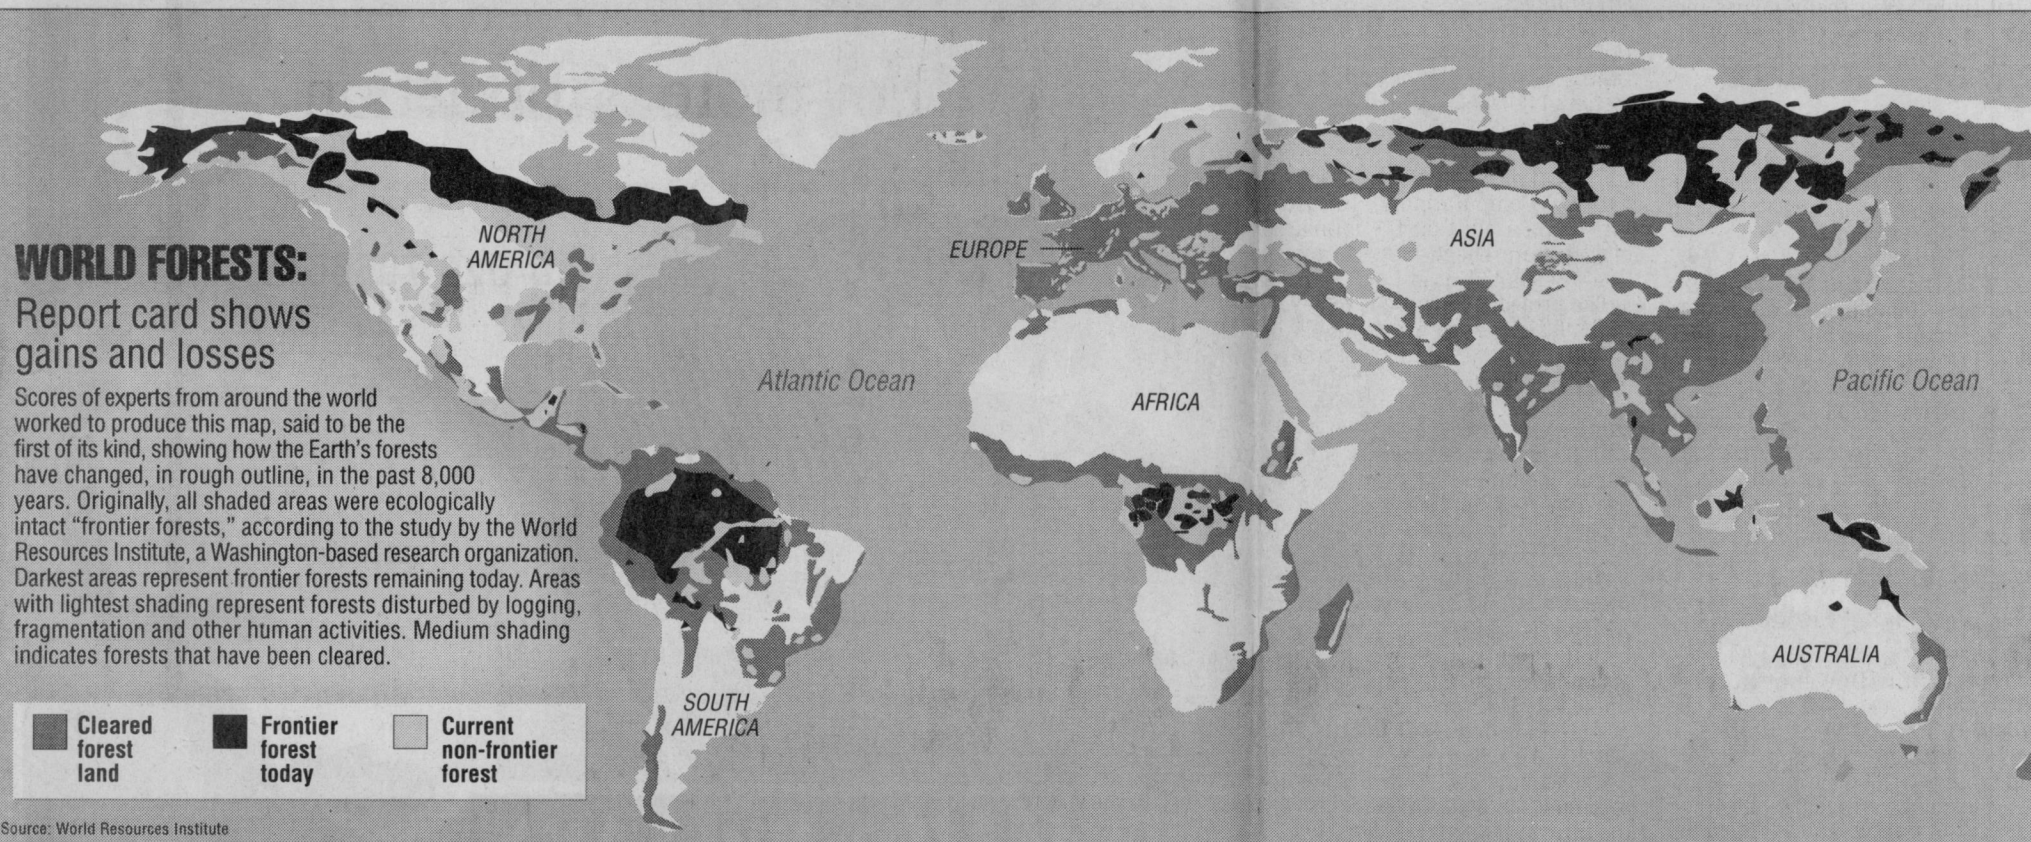 WORLD FORESTS:
Report card shows
gains and losses
Scores of experts from around the world
worked to produce this map, said to be the
first of its kind, showing how the Earth's forests
have changed, in rough outline, in the past 8,000
years. Originally, all shaded areas were ecologically
intact “frontier forests,” according to the study by the World
Resources Institute, a Washington-based research organization.
Darkest areas represent frontier forests remaining today. Areas
with lightest shading represent forests disturbed by logging,
fragmentation and other human activities. Medium shading
indicates forests that have been cleared.
Cleared
forest
land
Frontier
forest
today
Current
non-frontier
forest
Source: World Resources Institute
NORTH
AMERICA
SOUTH
AMERICA
Atlantic Ocean
EUROPE
AFRICA
ASIA
Pacific Ocean
AUSTRALIA